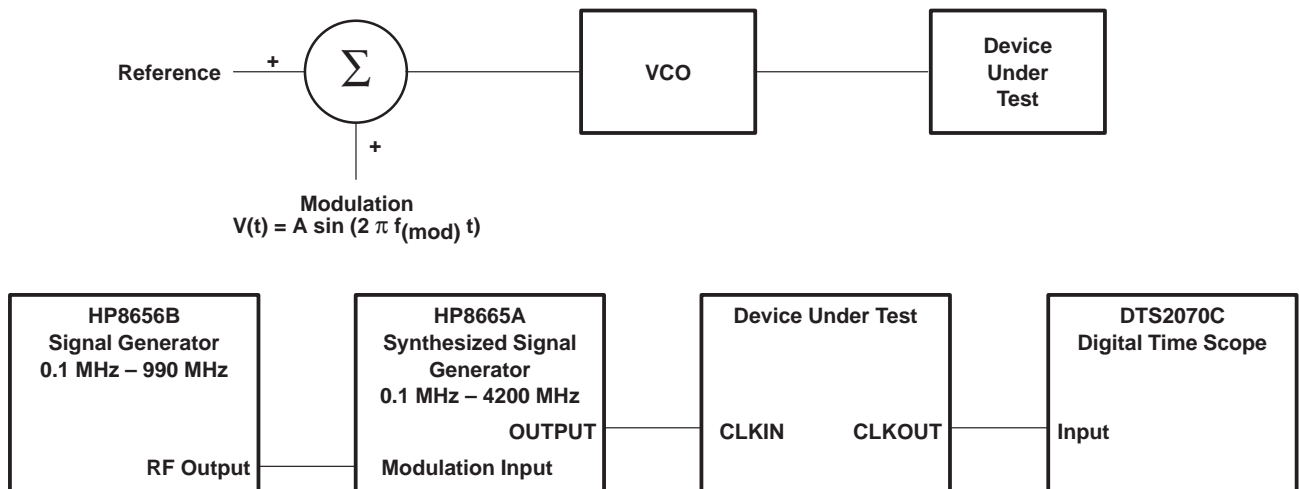 Reference
+
Σ
+
VCO
Device
Under
Test
Modulation
V(t) = A sin (2 π f(mod) t)
HP8656B
Signal Generator
0.1 MHz – 990 MHz
RF Output
HP8665A
Synthesized Signal
Generator
0.1 MHz – 4200 MHz
OUTPUT
Modulation Input
Device Under Test
CLKIN
CLKOUT
DTS2070C
Digital Time Scope
Input